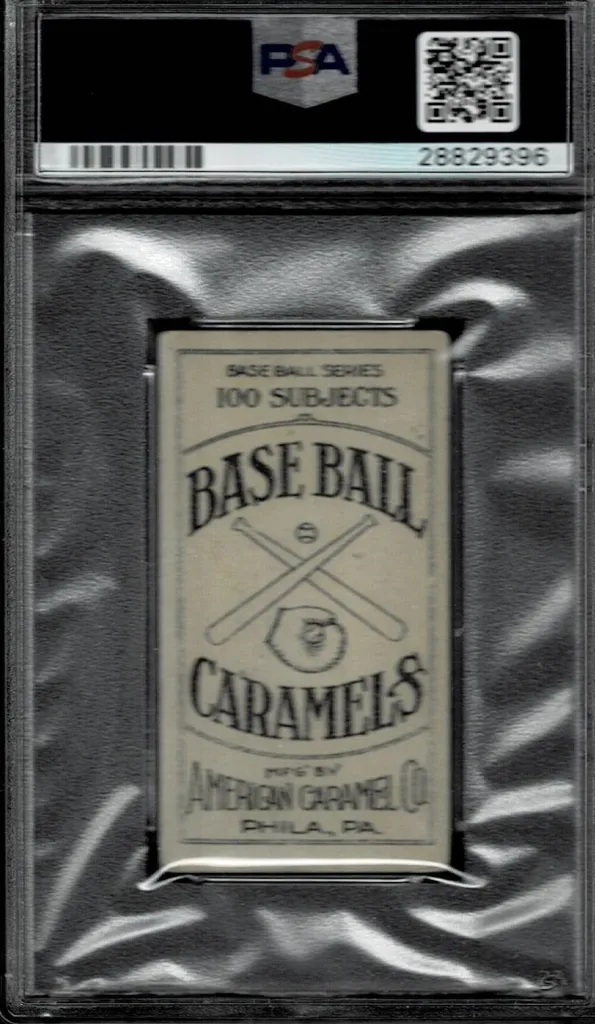 PSA
28829396
BASE BALL SERIES
100 SUBJECTS
BASE BALL
CARAMELS
MFG BY
AMERICAN CARAMEL CO.
PHILA., PA.